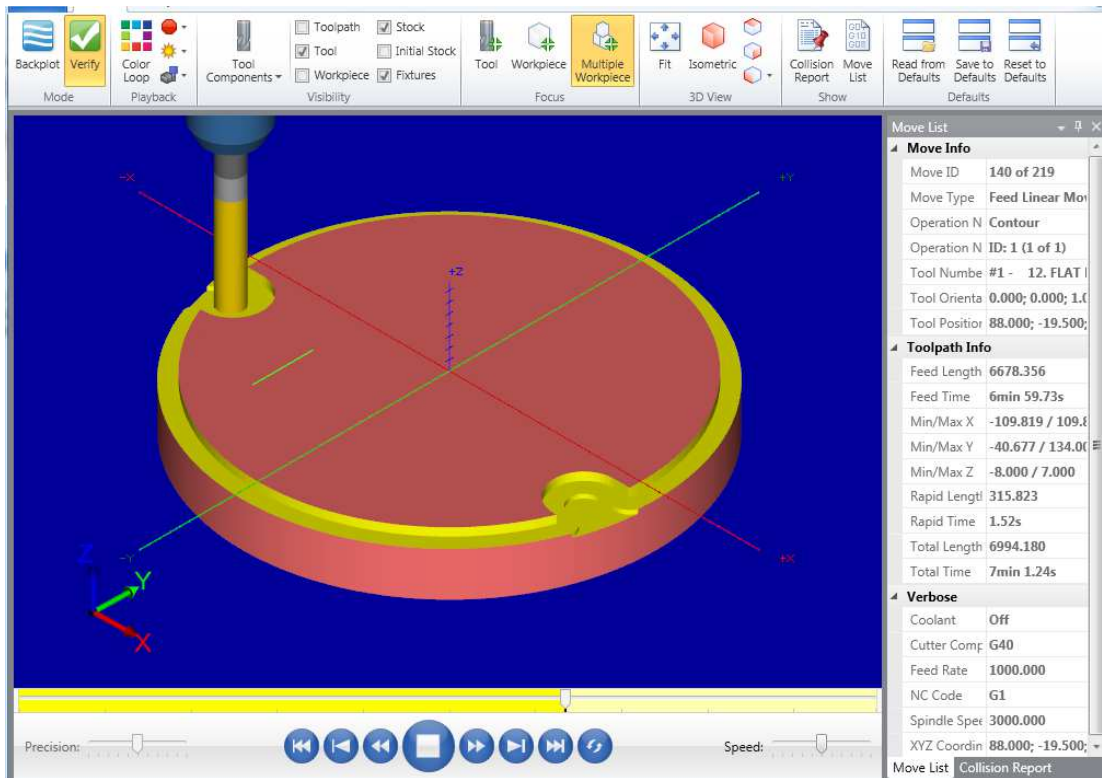 Backplot
Verify
Mode
Color Loop
Playback
Tool Components
Toolpath
Stock
Tool
Initial Stock
Workpiece
Fixtures
Visibility
Tool
Workpiece
Multiple Workpiece
Focus
Fit
Isometric
3D View
Collision Report
Move List
Show
Read from Defaults
Save to Defaults
Reset to Defaults
Defaults
-X
+Y
+Z
-Y
+X
Z
Y
X
Move List
Move Info
Move ID 140 of 219
Move Type Feed Linear Mov
Operation N Contour
Operation N ID: 1 (1 of 1)
Tool Numbe #1 - 12. FLAT
Tool Orienta 0.000; 0.000; 1.0
Tool Position 88.000; -19.500;
Toolpath Info
Feed Length 6678.356
Feed Time 6min 59.73s
Min/Max X -109.819 / 109.8
Min/Max Y -40.677 / 134.00
Min/Max Z -8.000 / 7.000
Rapid Lengtl 315.823
Rapid Time 1.52s
Total Length 6994.180
Total Time 7min 1.24s
Verbose
Coolant Off
Cutter Comp G40
Feed Rate 1000.000
NC Code G1
Spindle Spee 3000.000
XYZ Coordin 88.000; -19.500;
Move List Collision Report
Precision:
Speed: